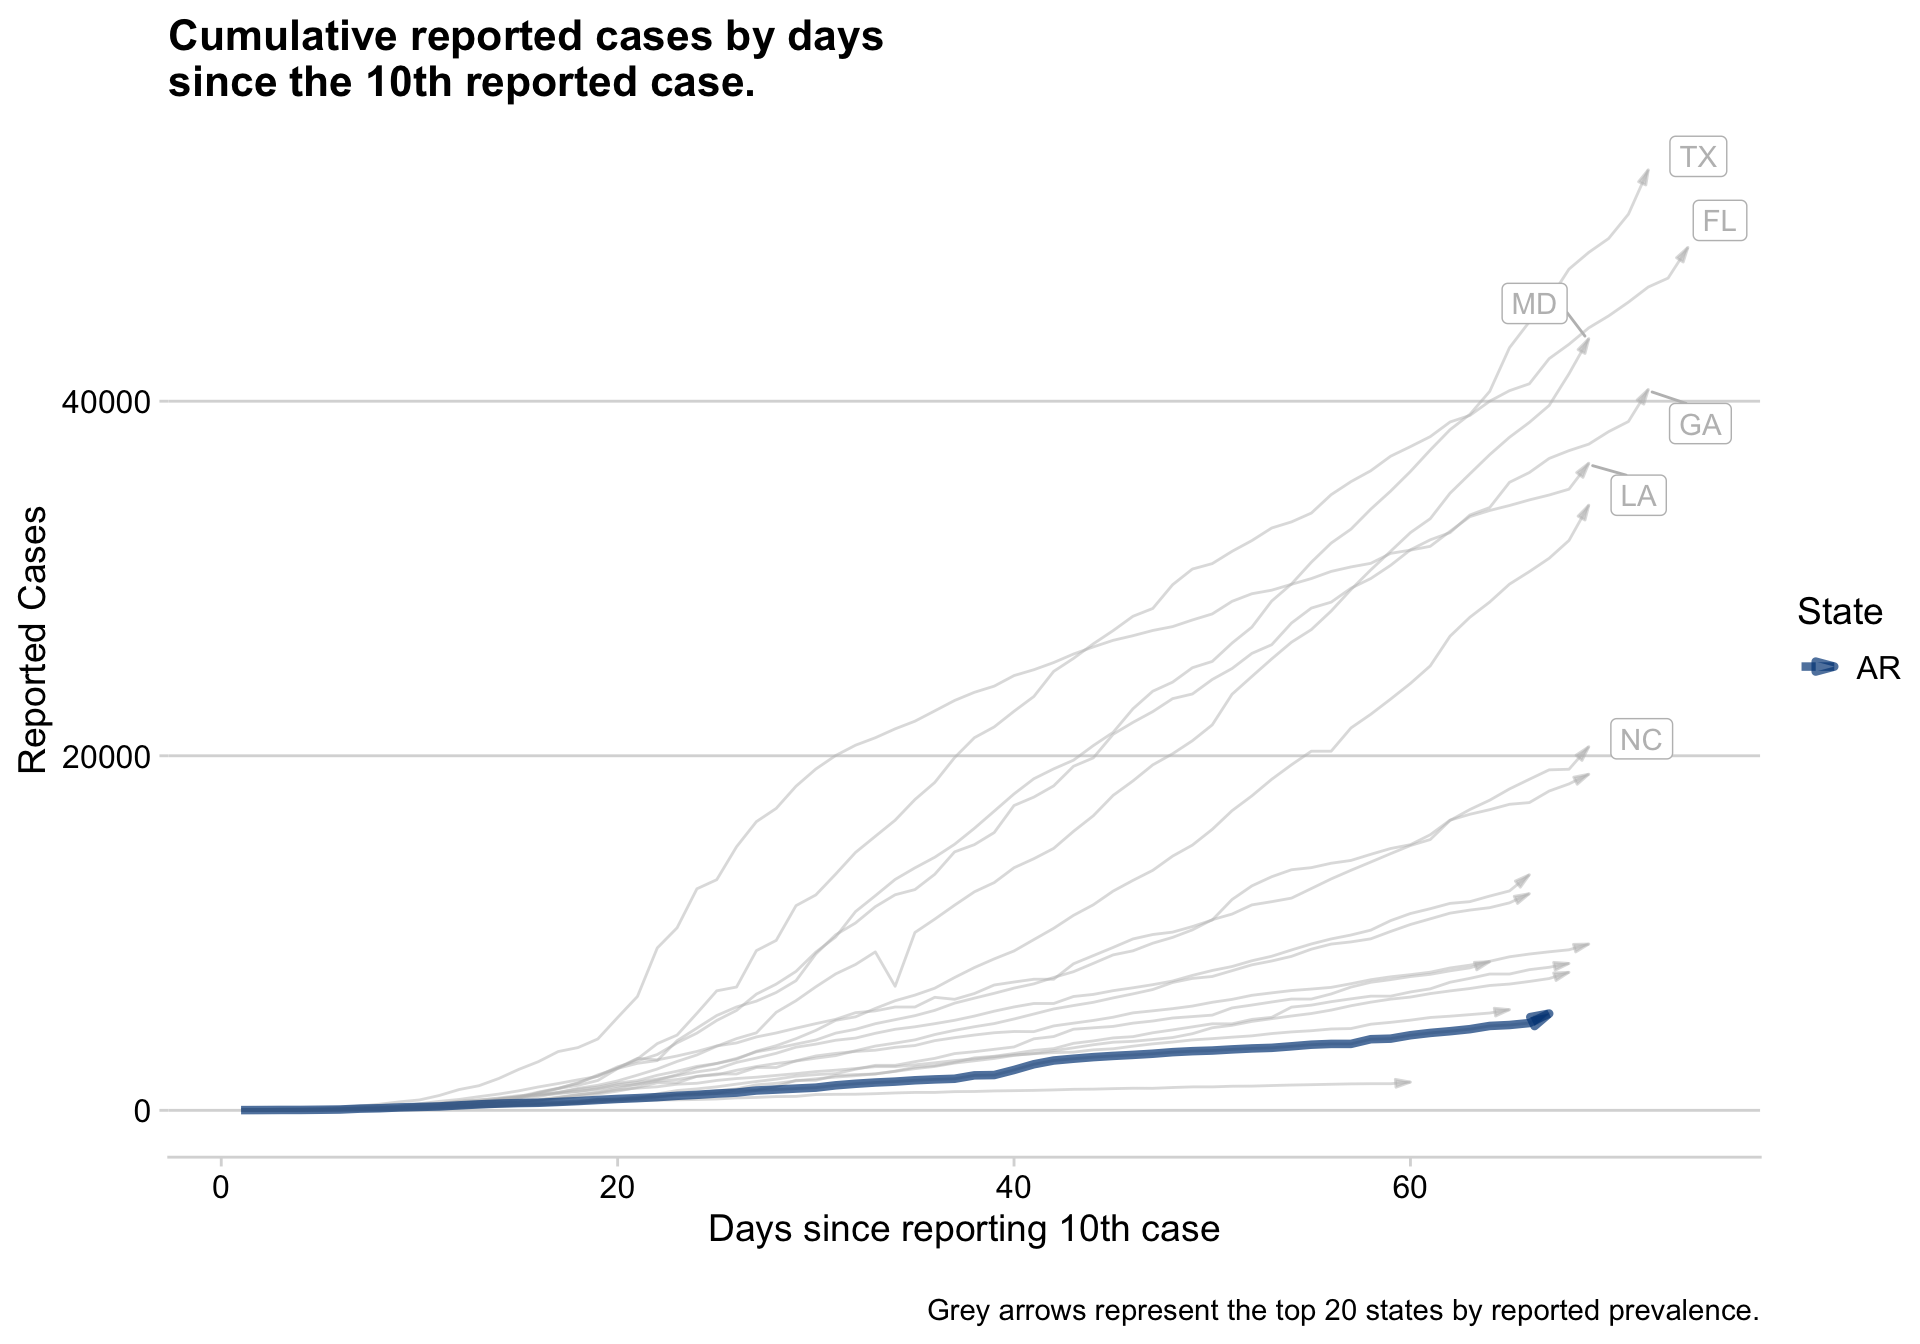 Cumulative reported cases by days
since the 10th reported case.
TX
FL
MD
40000
GA
LA
Reported Cases
State
AR
NC
20000
0
0
20
40
60
Days since reporting 10th case
Grey arrows represent the top 20 states by reported prevalence.